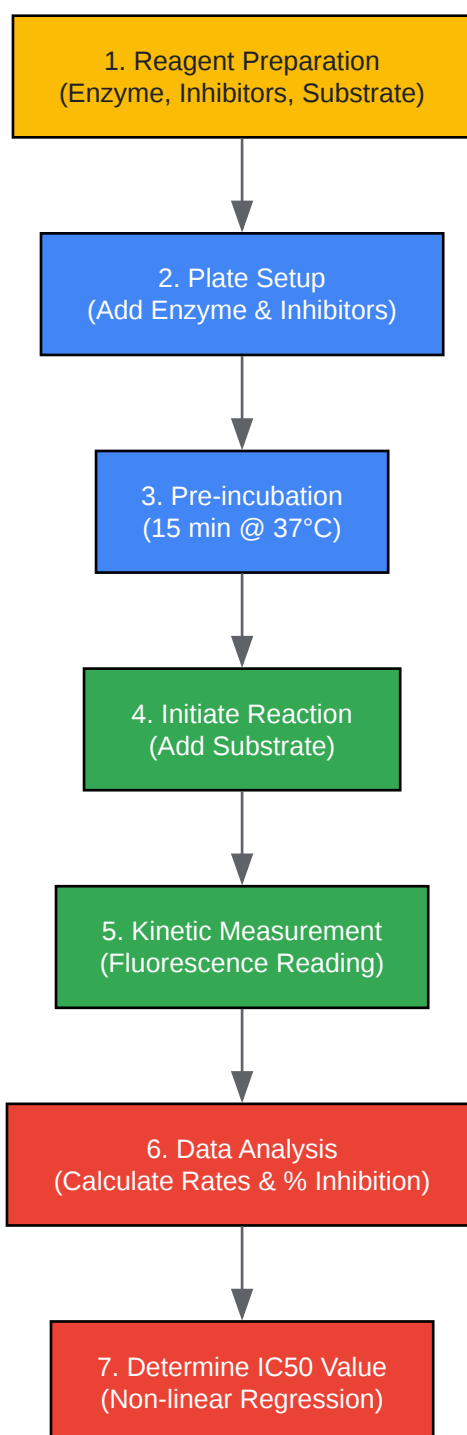 1. Reagent Preparation
(Enzyme, Inhibitors, Substrate)
2. Plate Setup
(Add Enzyme & Inhibitors)
3. Pre-incubation
(15 min @ 37°C)
4. Initiate Reaction
(Add Substrate)
5. Kinetic Measurement
(Fluorescence Reading)
6. Data Analysis
(Calculate Rates & % Inhibition)
7. Determine IC50 Value
(Non-linear Regression)